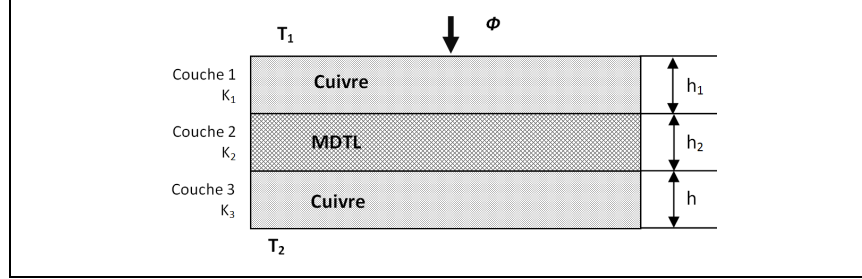 T₁
Φ
Couche 1
K₁
Cuivre
h₁
Couche 2
K₂
MDTL
h₂
Couche 3
K₃
Cuivre
h
T₂